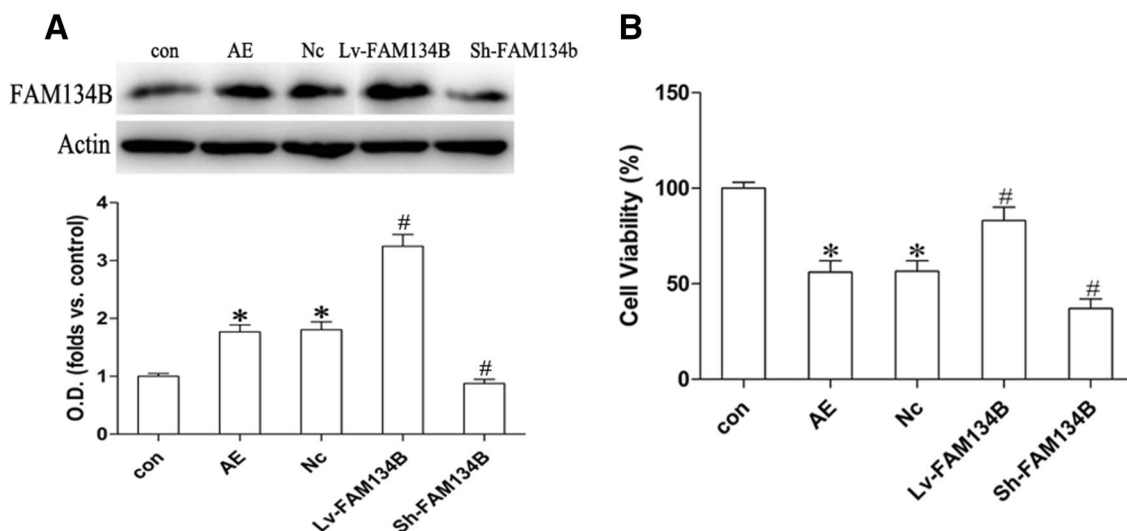 A
con AE Nc Lv-FAM134B Sh-FAM134b
FAM134B
Actin
O.D. (folds vs. control)
4
3
2
1
0
*
*
#
#
con AE Nc Lv-FAM134B Sh-FAM134B
B
Cell Viability (%)
150
100
50
0
*
*
#
#
con AE Nc Lv-FAM134B Sh-FAM134B